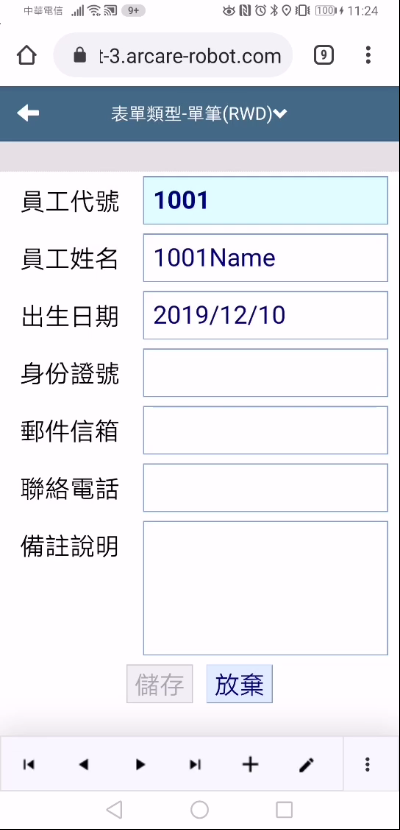 中華電信 9+ 100 11:24
t-3.arcare-robot.com 9
表單類型-單筆(RWD)
員工代號 1001
員工姓名 1001Name
出生日期 2019/12/10
身份證號
郵件信箱
聯絡電話
備註說明
儲存 放棄